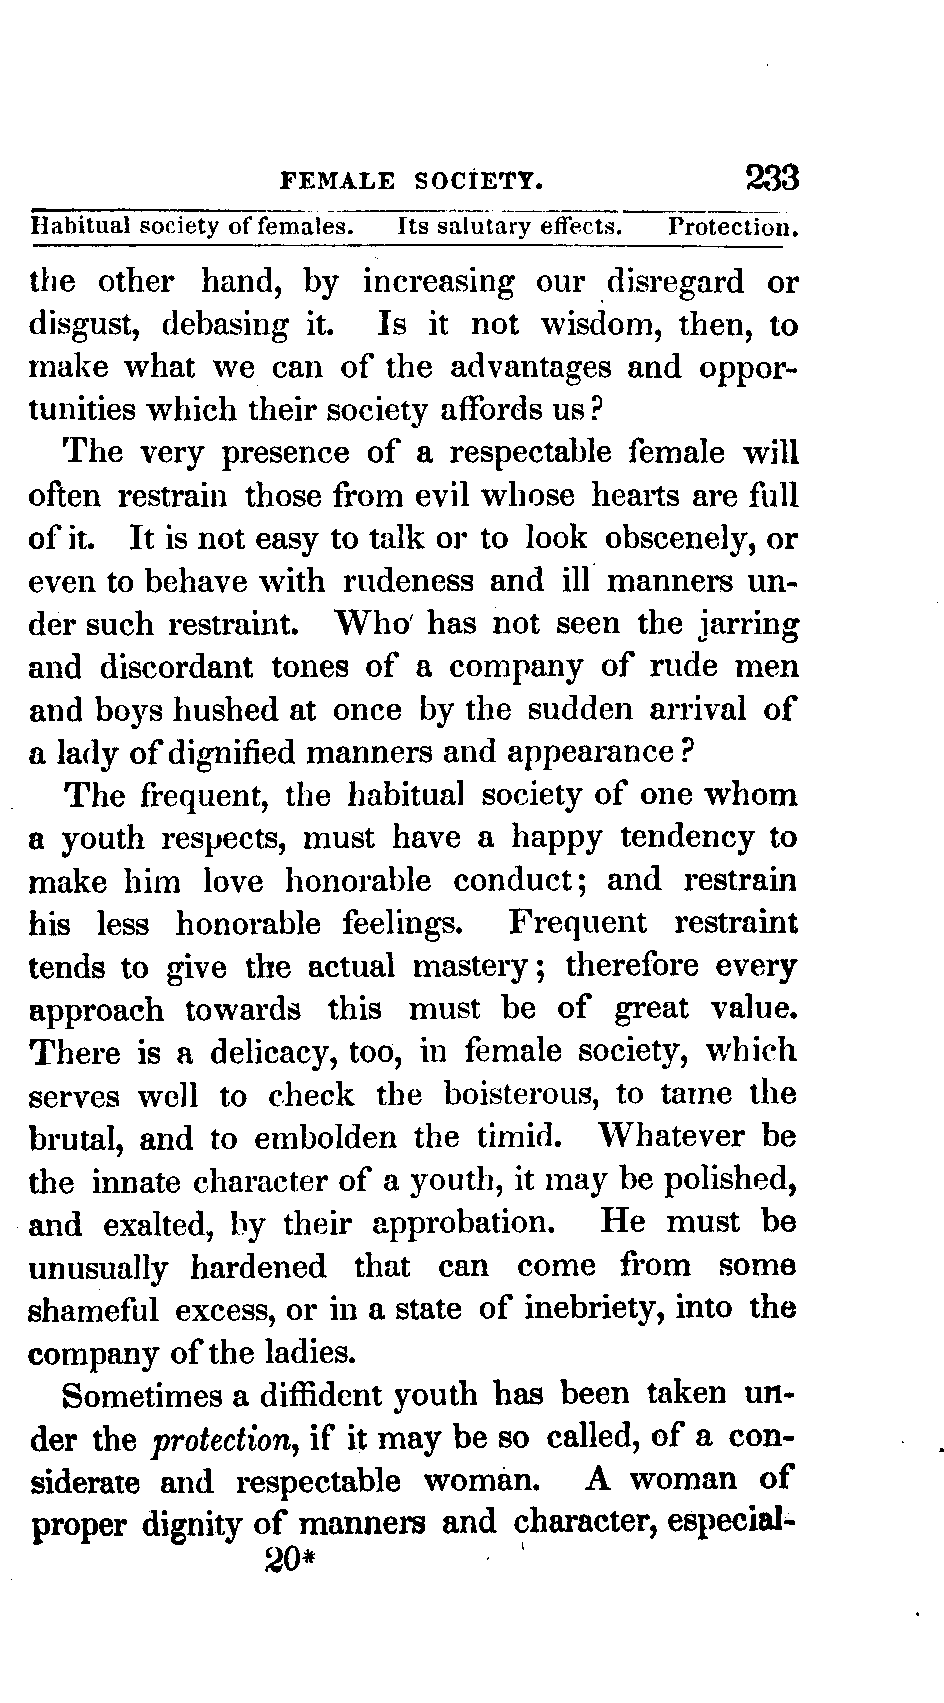 FEMALE SOCIETY. 233
Habitual society of females. Its salutary effects. Protection.
the other hand, by increasing our disregard or
disgust, debasing it. Is it not wisdom, then, to
make what we can of the advantages and oppor-
tunities which their society affords us?
The very presence of a respectable female will
often restrain those from evil whose hearts are full
of it. It is not easy to talk or to look obscenely, or
even to behave with rudeness and ill manners un-
der such restraint. Who has not seen the jarring
and discordant tones of a company of rude men
and boys hushed at once by the sudden arrival of
a lady of dignified manners and appearance?
The frequent, the habitual society of one whom
a youth respects, must have a happy tendency to
make him love honorable conduct; and restrain
his less honorable feelings. Frequent restraint
tends to give the actual mastery; therefore every
approach towards this must be of great value.
There is a delicacy, too, in female society, which
serves well to check the boisterous, to tame the
brutal, and to embolden the timid. Whatever be
the innate character of a youth, it may be polished,
and exalted, by their approbation. He must be
unusually hardened that can come from some
shameful excess, or in a state of inebriety, into the
company of the ladies.
Sometimes a diffident youth has been taken un-
der the protection, if it may be so called, of a con-
siderate and respectable woman. A woman of
proper dignity of manners and character, especial-
20*